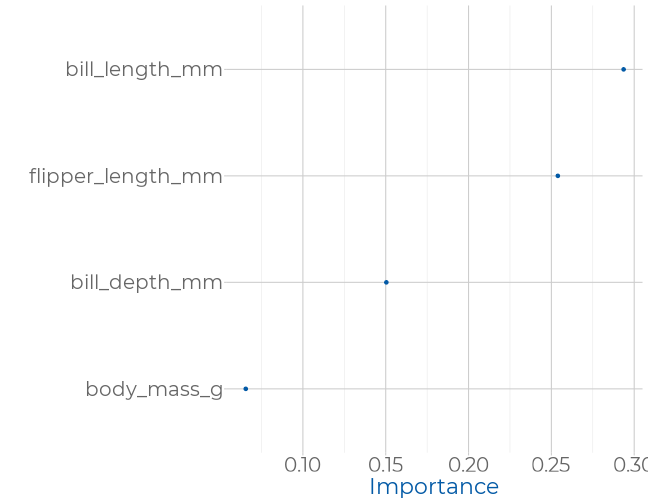 bill_length_mm
flipper_length_mm
bill_depth_mm
body_mass_g
0.10 0.15 0.20 0.25 0.30
Importance